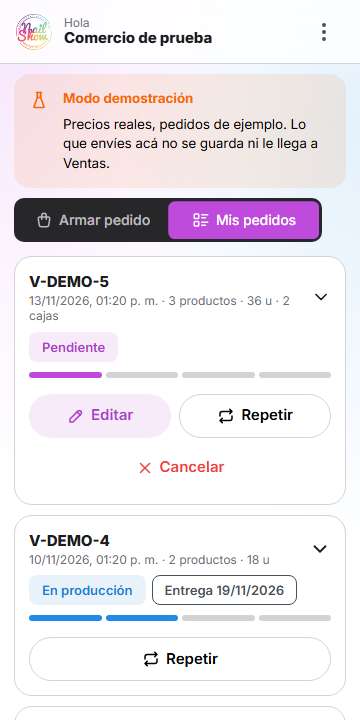 Nail
Show
Hola
Comercio de prueba
Modo demostración
Precios reales, pedidos de ejemplo. Lo
que envíes acá no se guarda ni le llega a
Ventas.
Armar pedido
Mis pedidos
V-DEMO-5
13/11/2026, 01:20 p. m. · 3 productos · 36 u · 2
cajas
Pendiente
Editar
Repetir
Cancelar
V-DEMO-4
10/11/2026, 01:20 p. m. · 2 productos · 18 u
En producción
Entrega 19/11/2026
Repetir